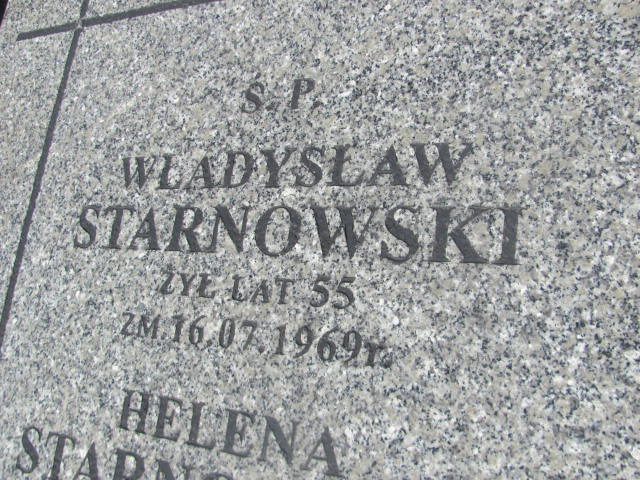 Ś.P.
WŁADYSŁAW
STARNOWSKI
ŻYŁ LAT 55
ZM.16.07.1969r.
HELENA